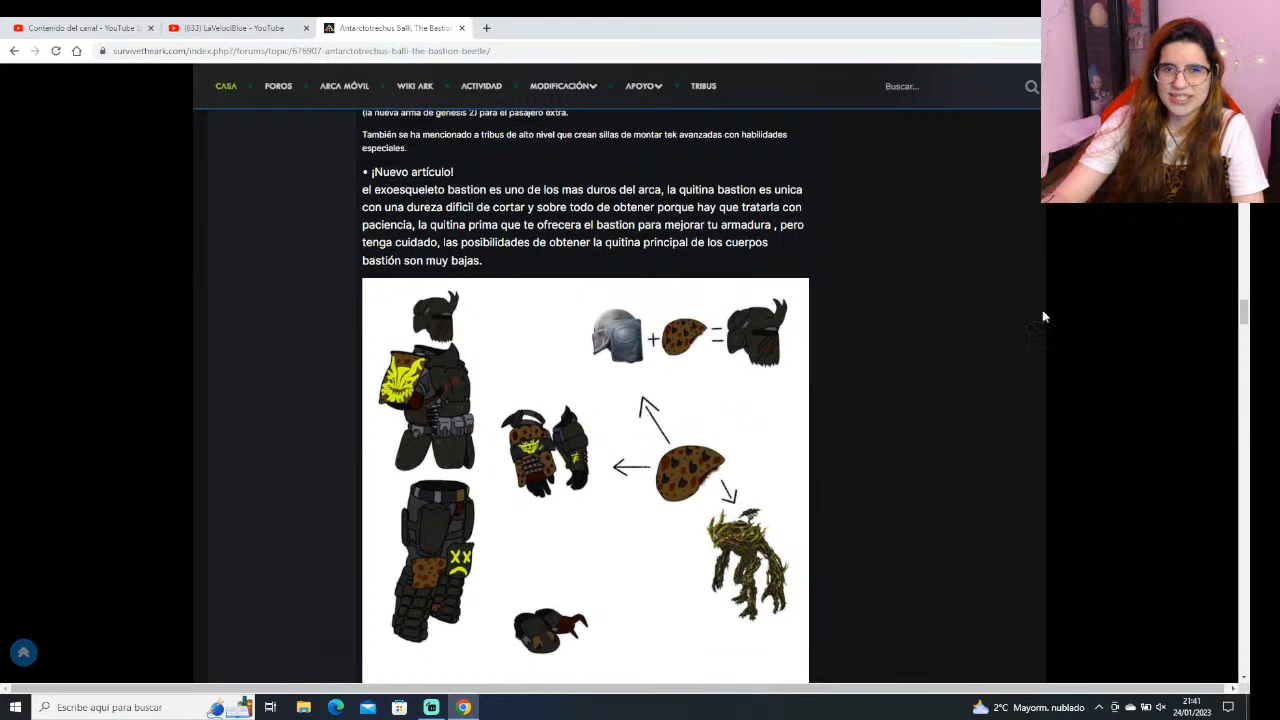 Contenido del canal - YouTube S
(633) LaVelociBlue - YouTube
Antarctotrechus Balli, The Bastio
survivetheark.com/index.php?/forums/topic/676907-antarctotrechus-balli-the-bastion-beetle/
CASA
FOROS
ARCA MÓVIL
WIKI ARK
ACTIVIDAD
MODIFICACIÓN
APOYO
TRIBUS
Buscar...
(la nueva arma de genesis 2) para el pasajero extra.
También se ha mencionado a tribus de alto nivel que crean sillas de montar tek avanzadas con habilidades
especiales.
• ¡Nuevo artículo!
el exoesqueleto bastion es uno de los mas duros del arca, la quitina bastion es unica
con una dureza dificil de cortar y sobre todo de obtener porque hay que tratarla con
paciencia, la quitina prima que te ofrecera el bastion para mejorar tu armadura , pero
tenga cuidado, las posibilidades de obtener la quitina principal de los cuerpos
bastión son muy bajas.
+
=
Escribe aquí para buscar
2°C Mayorm. nublado
21:41
24/01/2023